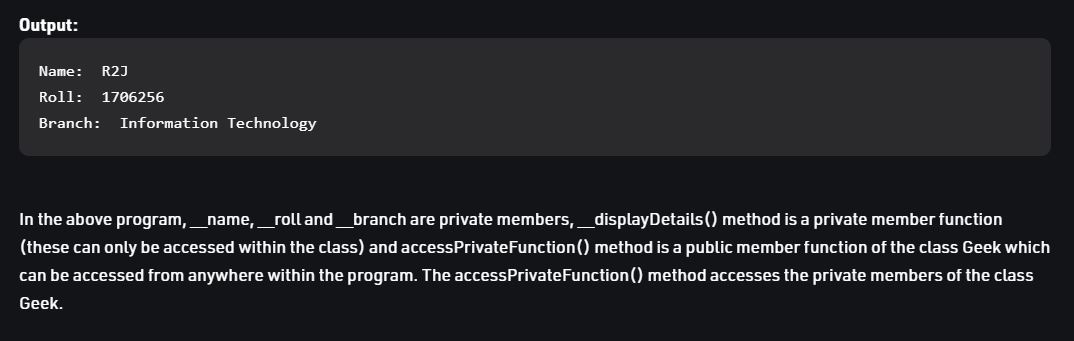 Output:
Name:  R2J
Roll:  1706256
Branch:  Information Technology
In the above program, __name, __roll and __branch are private members, __displayDetails() method is a private member function
(these can only be accessed within the class) and accessPrivateFunction() method is a public member function of the class Geek which
can be accessed from anywhere within the program. The accessPrivateFunction() method accesses the private members of the class
Geek.